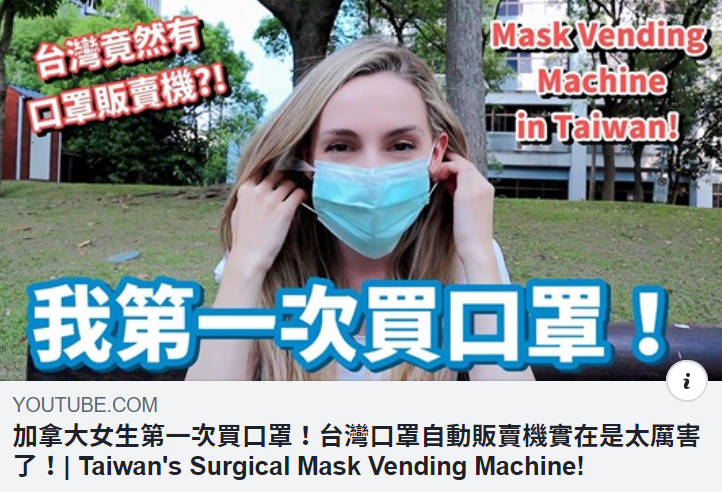 台灣竟然有
口罩販賣機?!
Mask Vending
Machine
in Taiwan!
我第一次買口罩！
i
YOUTUBE.COM
加拿大女生第一次買口罩！台灣口罩自動販賣機實在是太厲害
了！| Taiwan's Surgical Mask Vending Machine!